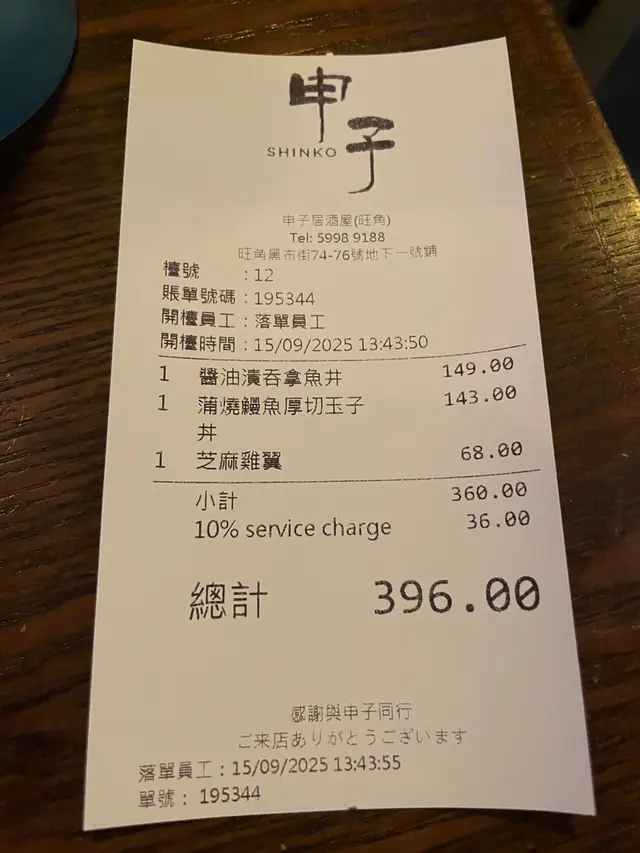 申子
SHINKO
申子居酒屋(旺角)
Tel: 5998 9188
旺角黑布街74-76號地下一號鋪
檯號 : 12
賬單號碼 : 195344
開檯員工 : 落單員工
開檯時間 : 15/09/2025 13:43:50
1 醬油漬吞拿魚丼 149.00
1 蒲燒鰻魚厚切玉子 143.00
丼
1 芝麻雞翼 68.00
小計 360.00
10% service charge 36.00
總計 396.00
感謝與申子同行
ご来店ありがとうございます
落單員工 : 15/09/2025 13:43:55
單號 : 195344